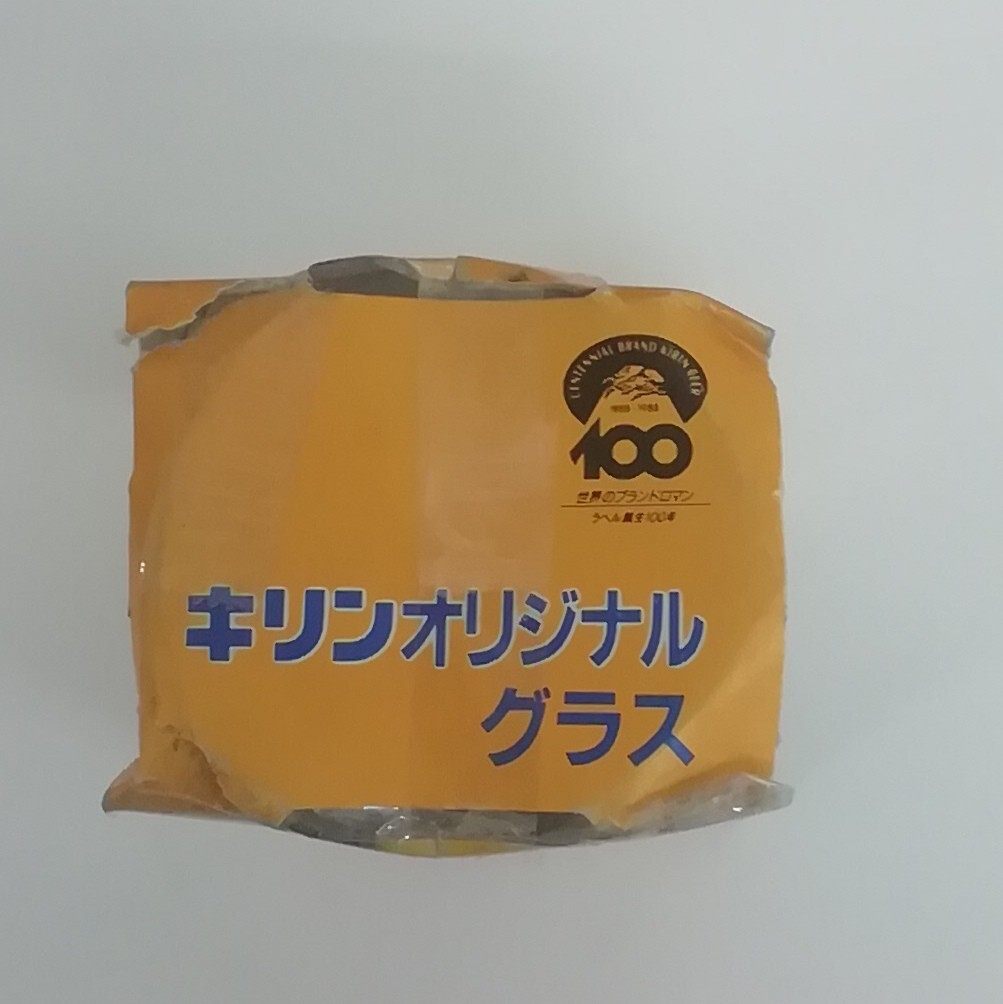 CENTENNIAL BRAND KIRIN BEER
1888 - 1988
100
世界のブランドロマン
ラベル誕生100年
キリンオリジナル
グラス